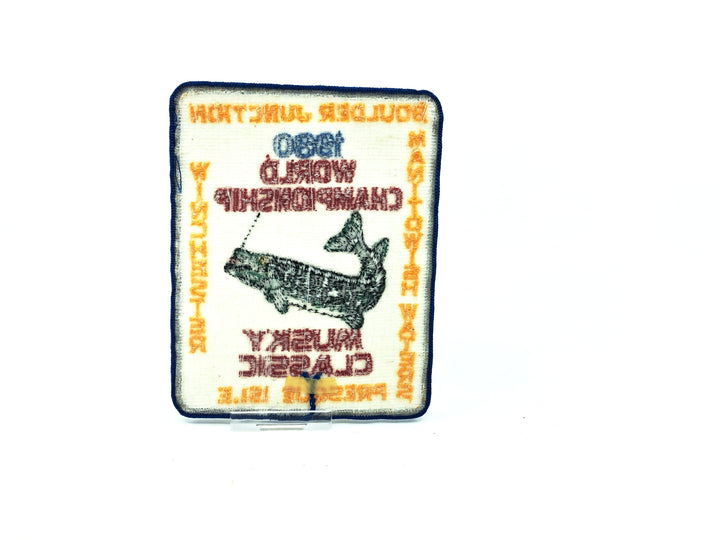 BOULDER JUNCTION
1980
WORLD
CHAMPIONSHIP
MUSKY
CLASSIC
PRESQUE ISLE
MANITOWISH WATERS
WINCHESTER